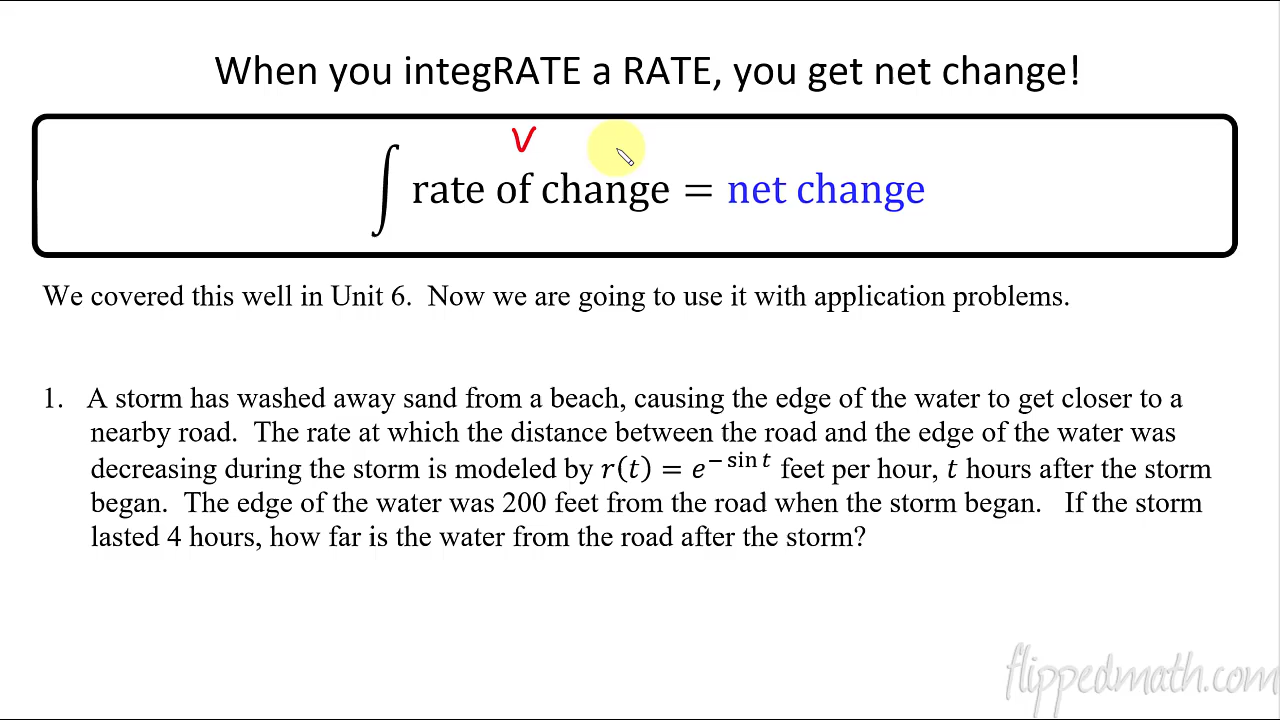 When you integRATE a RATE, you get net change!
v
∫ rate of change = net change
We covered this well in Unit 6.  Now we are going to use it with application problems.
1.   A storm has washed away sand from a beach, causing the edge of the water to get closer to a
nearby road.  The rate at which the distance between the road and the edge of the water was
decreasing during the storm is modeled by r(t) = e^{− sin t} feet per hour, t hours after the storm
began.  The edge of the water was 200 feet from the road when the storm began.   If the storm
lasted 4 hours, how far is the water from the road after the storm?
flippedmath.com